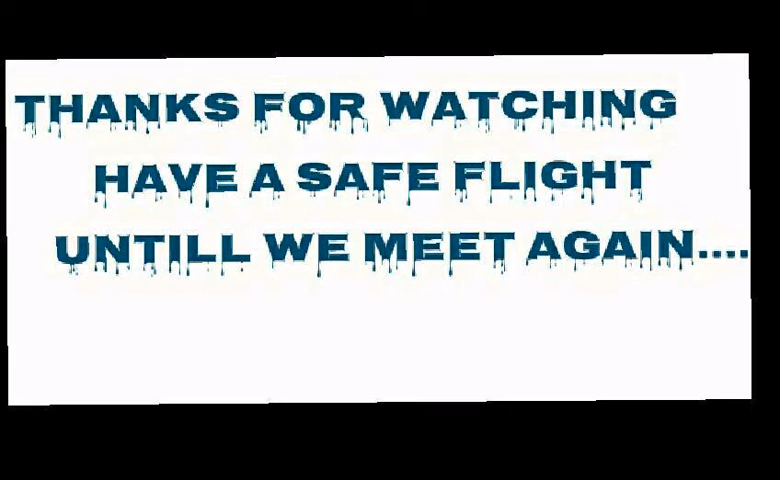 THANKS FOR WATCHING
HAVE A SAFE FLIGHT
UNTILL WE MEET AGAIN....